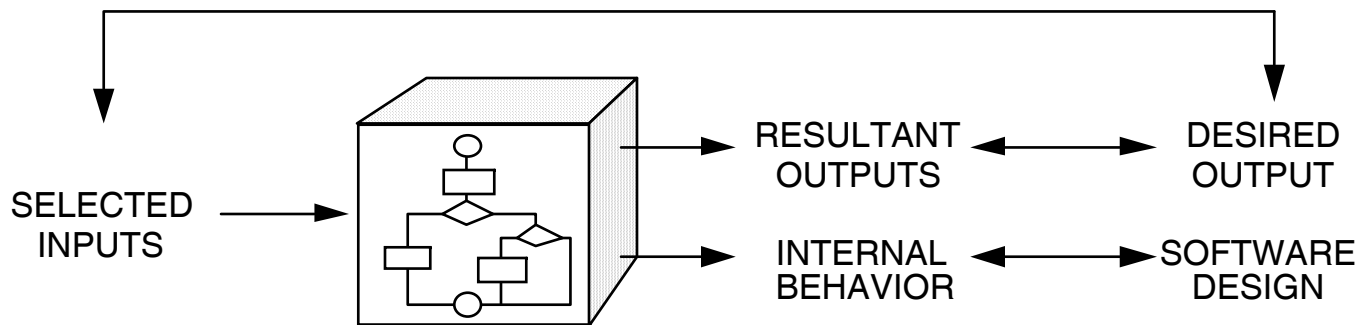 SELECTED
INPUTS
RESULTANT
OUTPUTS
DESIRED
OUTPUT
INTERNAL
BEHAVIOR
SOFTWARE
DESIGN